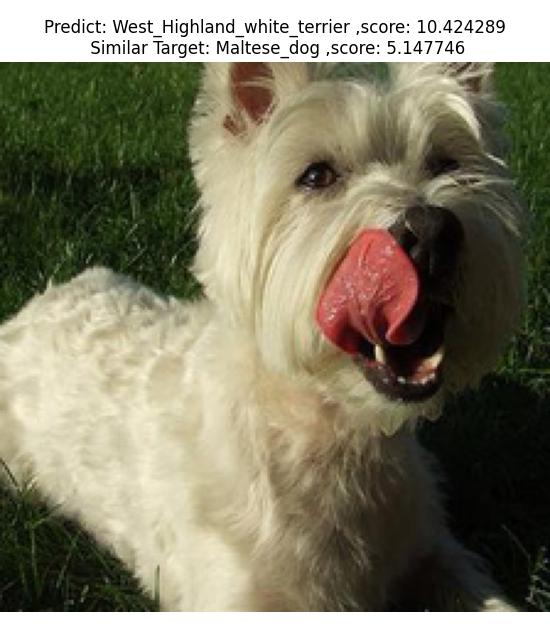 Predict: West_Highland_white_terrier ,score: 10.424289
Similar Target: Maltese_dog ,score: 5.147746